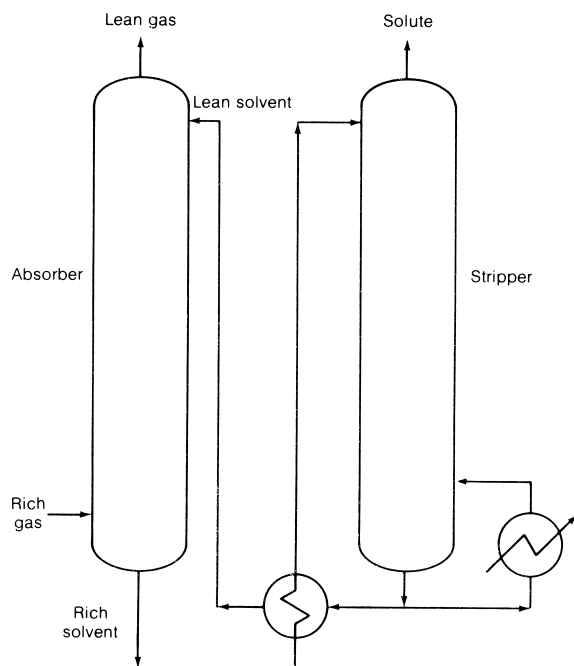 Lean gas
Solute
Lean solvent
Absorber
Stripper
Rich
gas
Rich
solvent